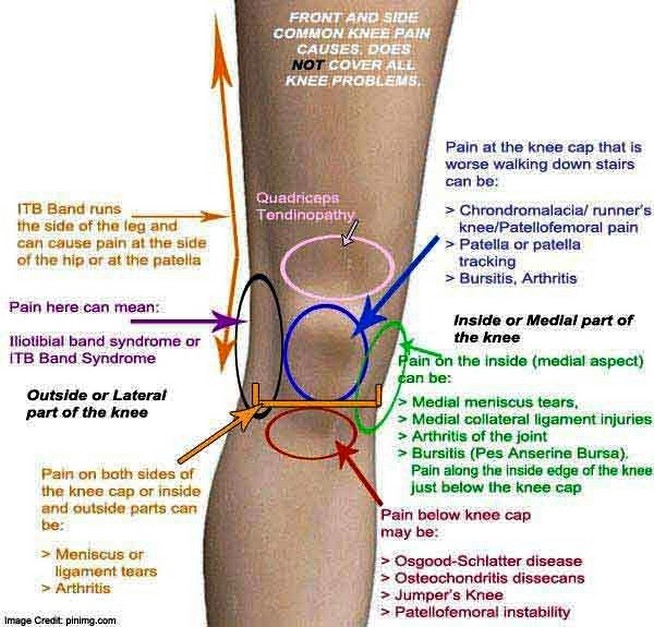 FRONT AND SIDE
COMMON KNEE PAIN
CAUSES. DOES
NOT COVER ALL
KNEE PROBLEMS.
Pain at the knee cap that is
worse walking down stairs
can be:
> Chrondromalacia/ runner's
knee/Patellofemoral pain
> Patella or patella
tracking
> Bursitis, Arthritis
Quadriceps
Tendinopathy
ITB Band runs
the side of the leg and
can cause pain at the side
of the hip or at the patella
Pain here can mean:
Iliotibial band syndrome or
ITB Band Syndrome
Inside or Medial part of
the knee
Pain on the inside (medial aspect)
can be:
> Medial meniscus tears,
> Medial collateral ligament injuries
> Arthritis of the joint
> Bursitis (Pes Anserine Bursa).
Pain along the inside edge of the knee
just below the knee cap
Outside or Lateral
part of the knee
Pain on both sides of
the knee cap or inside
and outside parts can
be:
> Meniscus or
ligament tears
> Arthritis
Pain below knee cap
may be:
> Osgood-Schlatter disease
> Osteochondritis dissecans
> Jumper's Knee
> Patellofemoral instability
Image Credit: pinimg.com